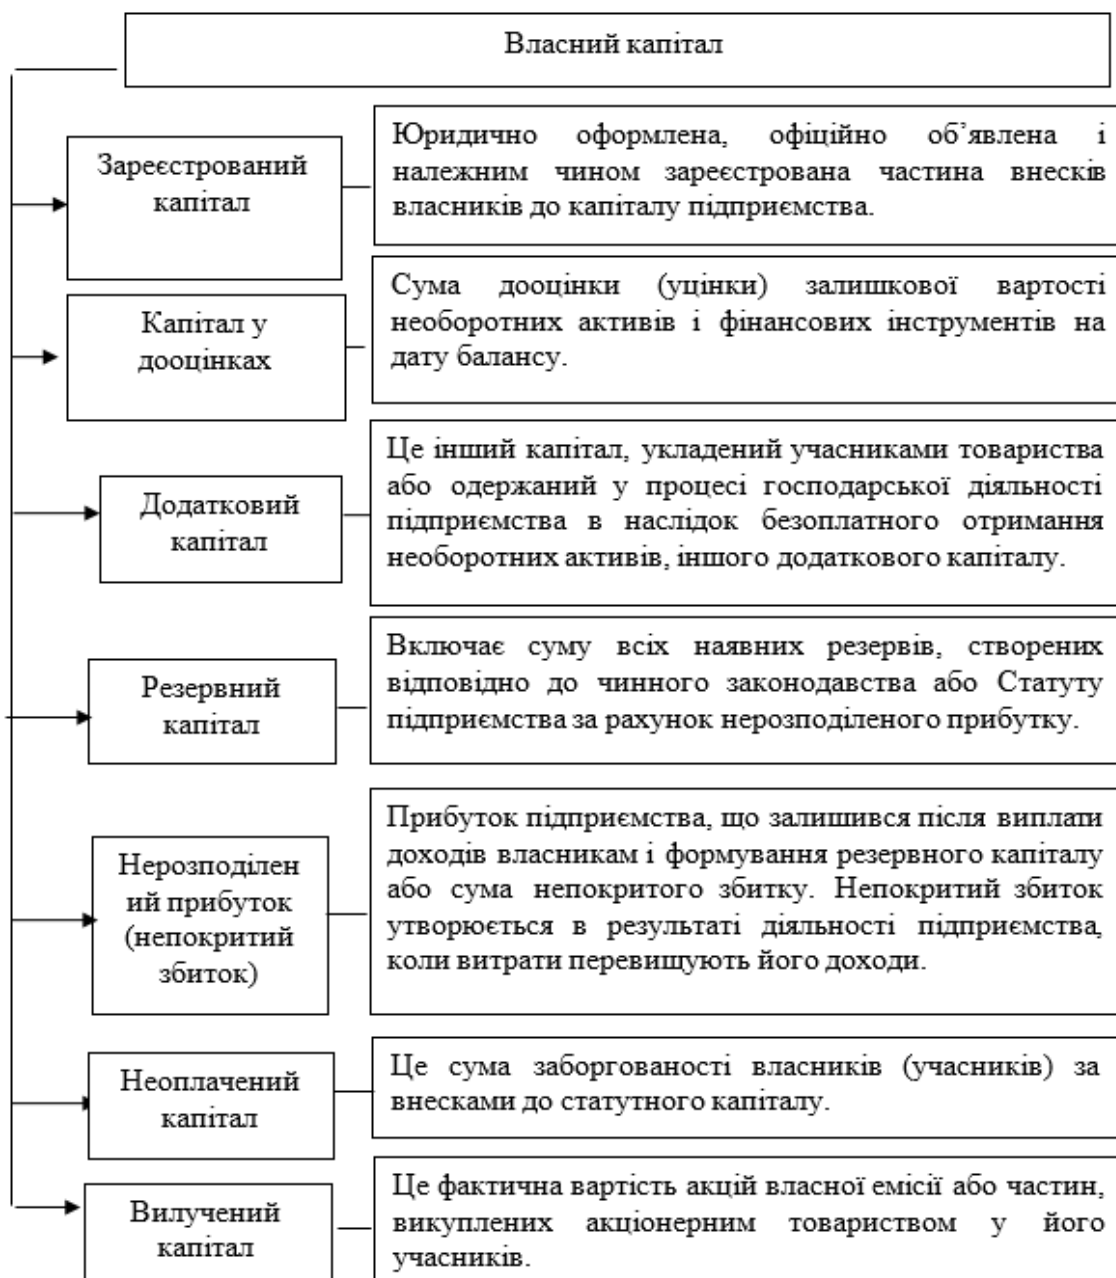 Власний капітал
Зареєстрований
капітал
Юридично оформлена, офіційно об’явлена і
належним чином зареєстрована частина внесків
власників до капіталу підприємства.
Капітал у
дооцінках
Сума дооцінки (уцінки) залишкової вартості
необоротних активів і фінансових інструментів на
дату балансу.
Додатковий
капітал
Це інший капітал, укладений учасниками товариства
або одержаний у процесі господарської діяльності
підприємства в наслідок безоплатного отримання
необоротних активів, іншого додаткового капіталу.
Резервний
капітал
Включає суму всіх наявних резервів, створених
відповідно до чинного законодавства або Статуту
підприємства за рахунок нерозподіленого прибутку.
Нерозподілен
ий прибуток
(непокритий
збиток)
Прибуток підприємства, що залишився після виплати
доходів власникам і формування резервного капіталу
або сума непокритого збитку. Непокритий збиток
утворюється в результаті діяльності підприємства,
коли витрати перевищують його доходи.
Неоплачений
капітал
Це сума заборгованості власників (учасників) за
внесками до статутного капіталу.
Вилучений
капітал
Це фактична вартість акцій власної емісії або частин,
викуплених акціонерним товариством у його
учасників.